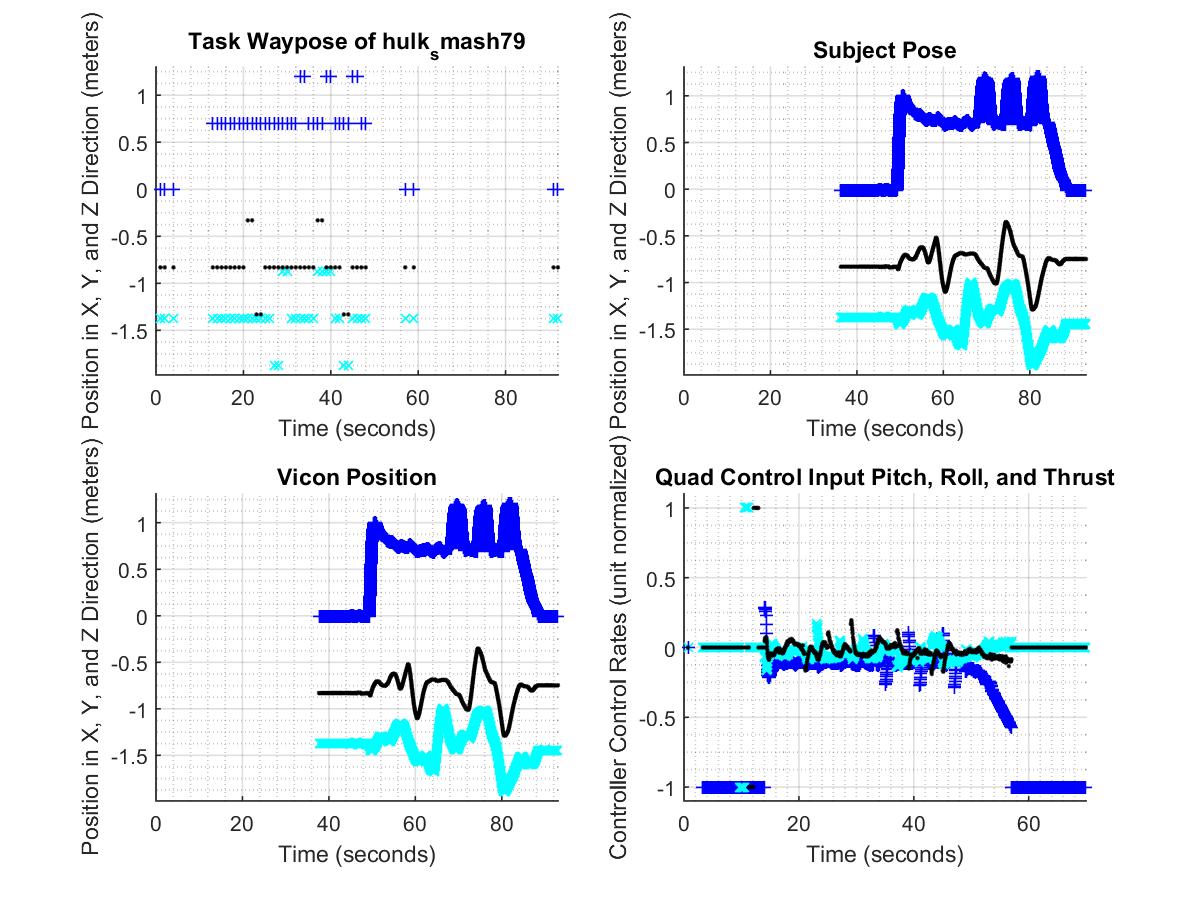 Task Waypose of hulksmash79
Position in X, Y, and Z Direction (meters)
1
0.5
0
-0.5
-1
-1.5
0 20 40 60 80
Time (seconds)
Subject Pose
Position in X, Y, and Z Direction (meters)
1
0.5
0
-0.5
-1
-1.5
0 20 40 60 80
Time (seconds)
Vicon Position
Position in X, Y, and Z Direction (meters)
1
0.5
0
-0.5
-1
-1.5
0 20 40 60 80
Time (seconds)
Quad Control Input Pitch, Roll, and Thrust
Controller Control Rates (unit normalized)
1
0.5
0
-0.5
-1
0 20 40 60
Time (seconds)